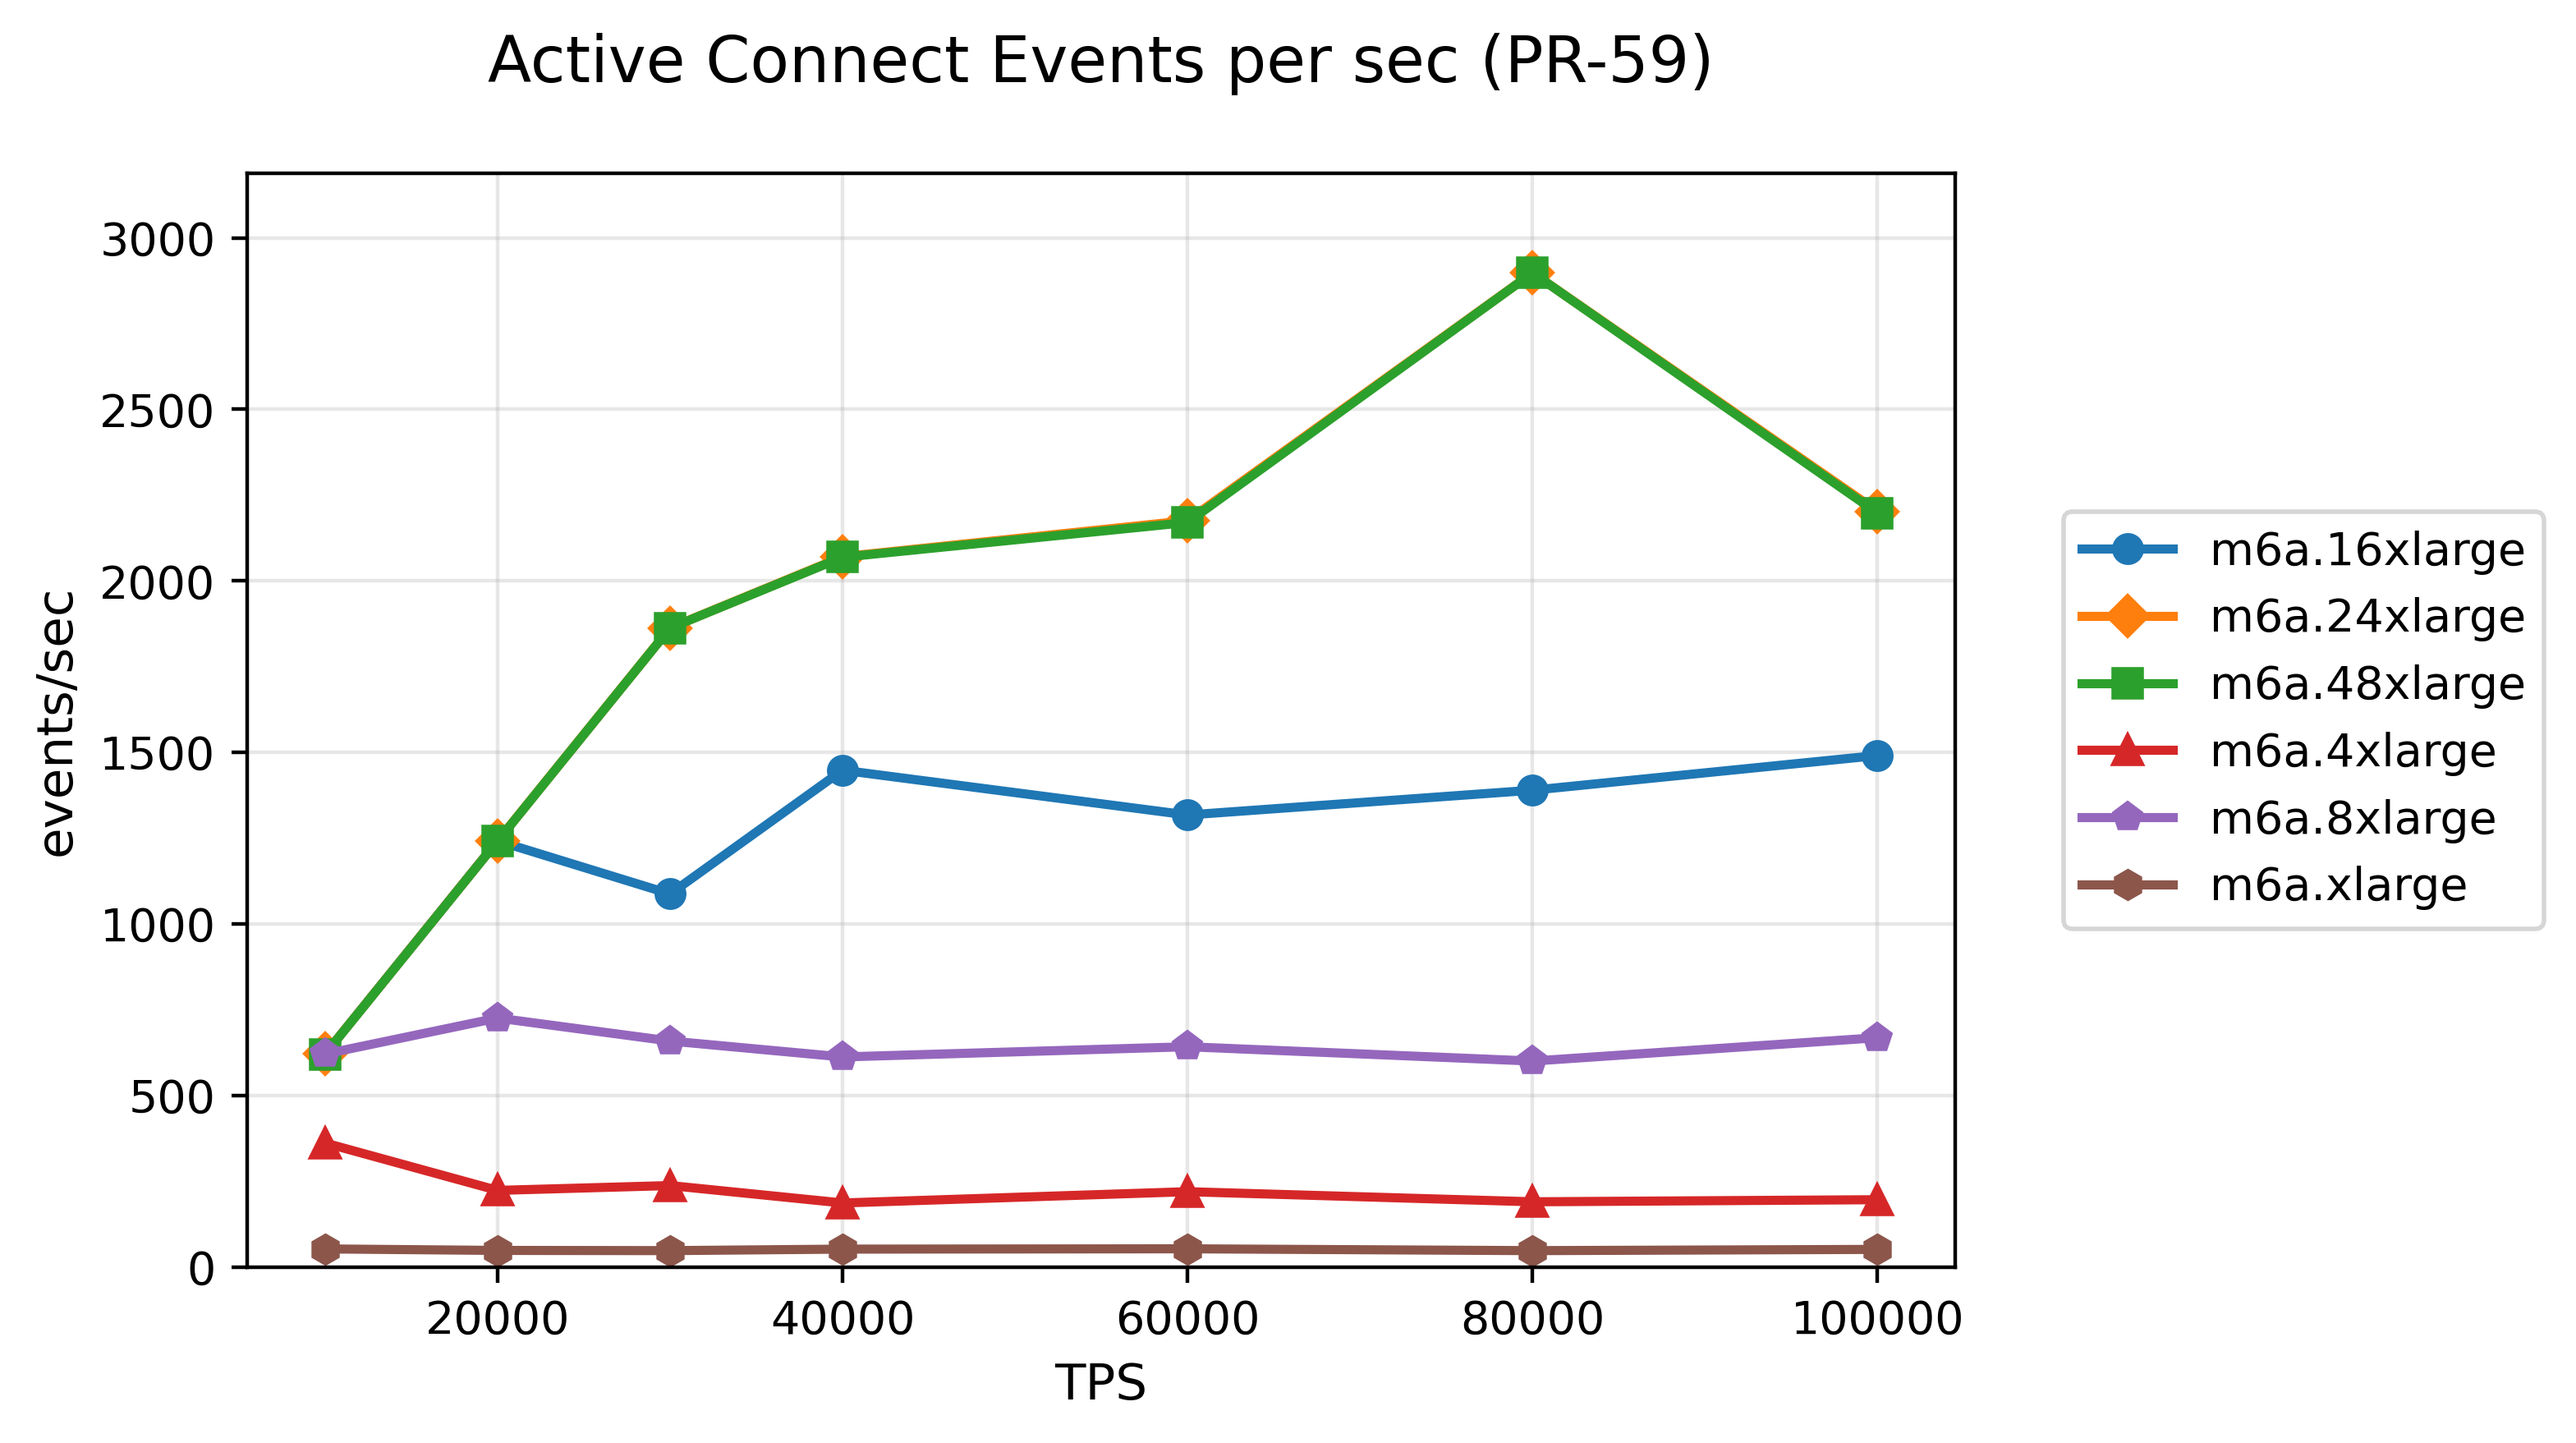 Active Connect Events per sec (PR-59)
3000
2500
2000
1500
1000
500
0
events/sec
20000 40000 60000 80000 100000
TPS
m6a.16xlarge
m6a.24xlarge
m6a.48xlarge
m6a.4xlarge
m6a.8xlarge
m6a.xlarge